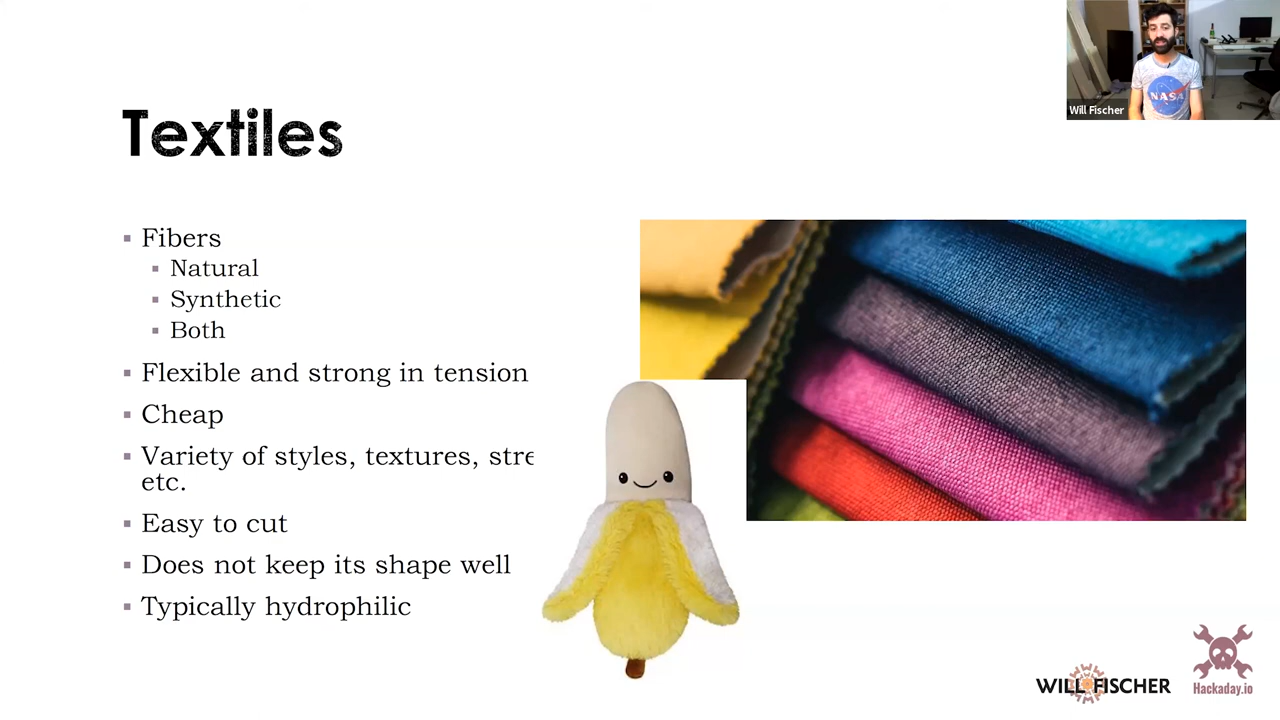 Will Fischer
NASA
Textiles
Fibers
Natural
Synthetic
Both
Flexible and strong in tension
Cheap
Variety of styles, textures,
etc.
Easy to cut
Does not keep its shape well
Typically hydrophilic
WILL FISCHER
Hackaday.io